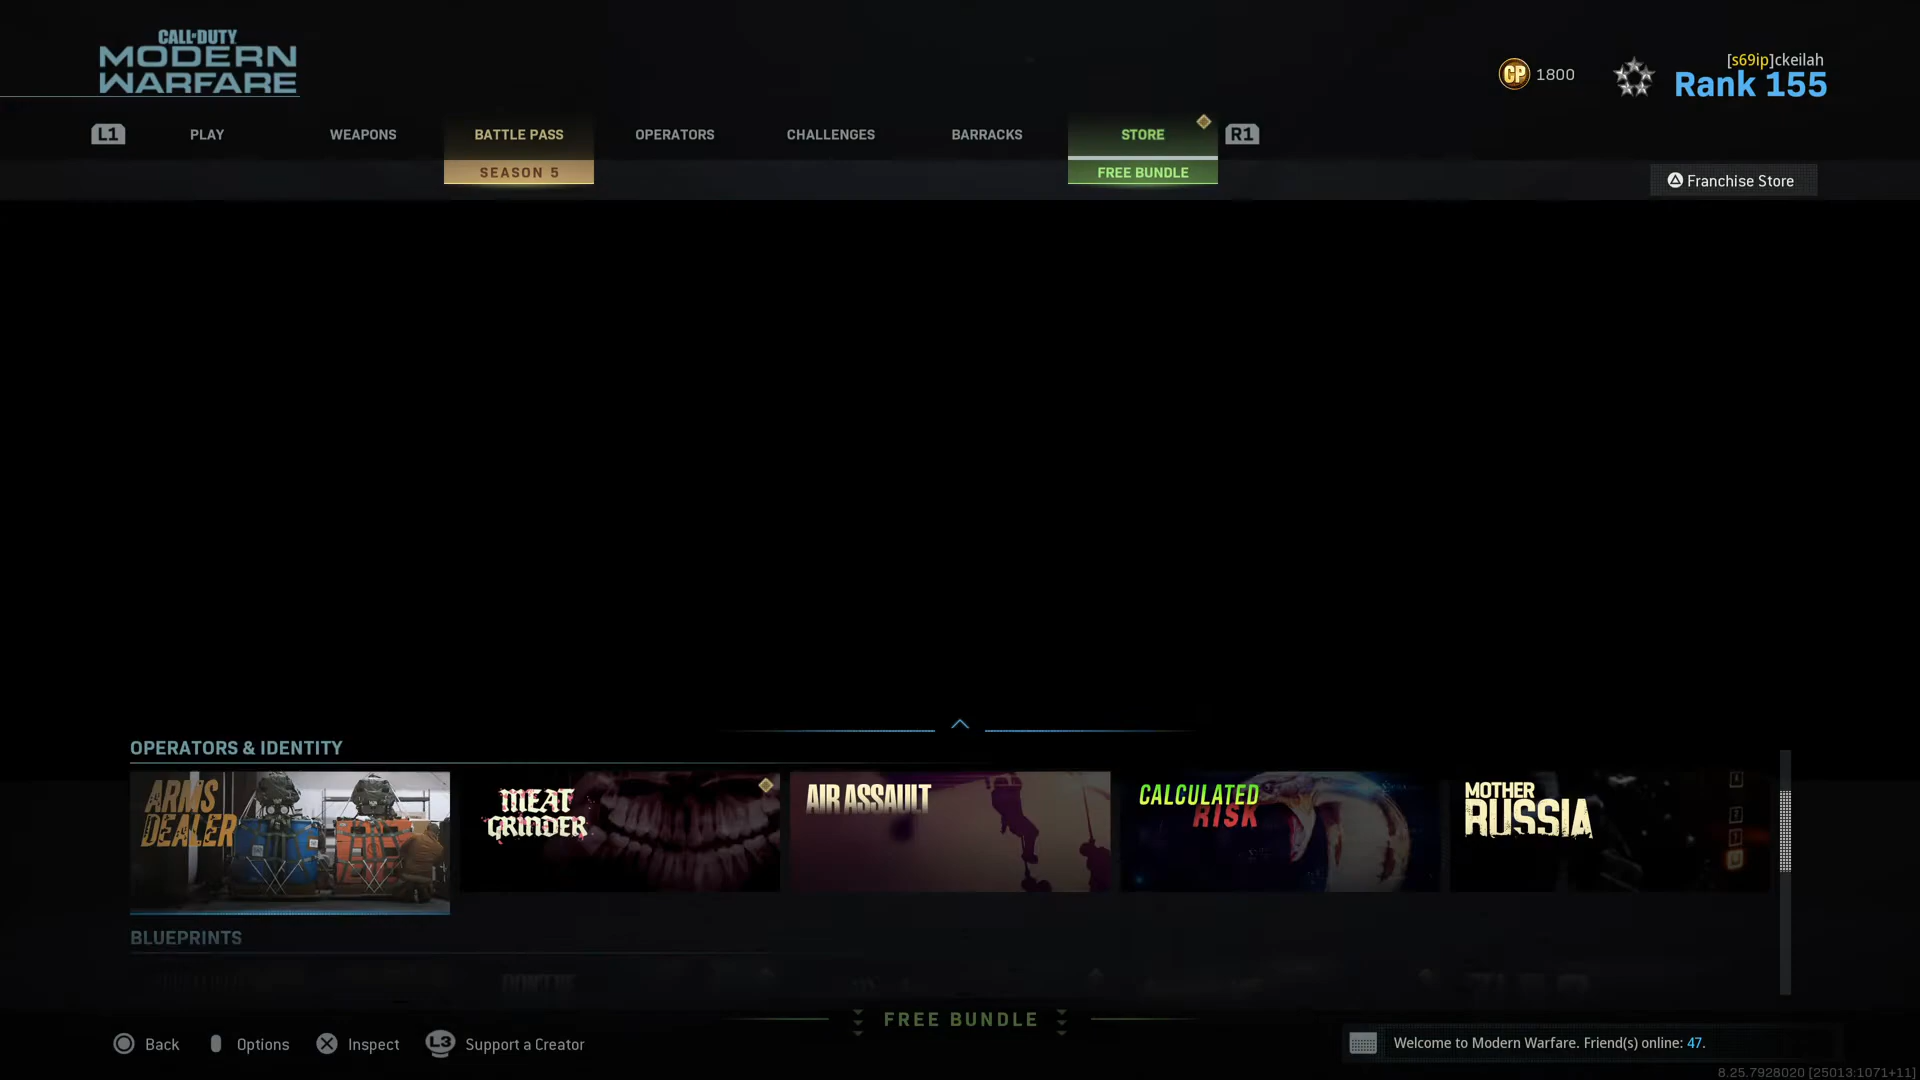 CALL OF DUTY
MODERN
WARFARE
CP 1800
[s69ip]ckeilah
Rank 155
L1 PLAY WEAPONS BATTLE PASS OPERATORS CHALLENGES BARRACKS STORE R1
SEASON 5
FREE BUNDLE
Franchise Store
OPERATORS & IDENTITY
ARMS
DEALER
MEAT
GRINDER
AIR ASSAULT
CALCULATED
RISK
MOTHER
RUSSIA
BLUEPRINTS
FREE BUNDLE
Back Options Inspect L3 Support a Creator
Welcome to Modern Warfare. Friend(s) online: 47.
8.25.7928020 [25013:1071+11]